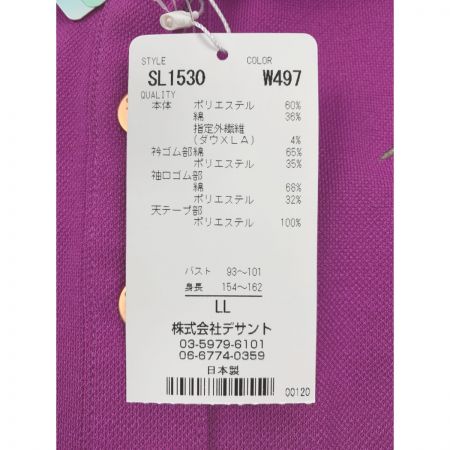 STYLE COLOR
SL1530 W497
QUALITY
本体 ポリエステル 60%
綿 36%
指定外繊維
(ダウXLA) 4%
衿ゴム部綿 65%
ポリエステル 35%
袖口ゴム部
綿 68%
ポリエステル 32%
天テープ部
ポリエステル 100%
バスト 93〜101
身長 154〜162
LL
株式会社デサント
03-5979-6101
06-6774-0359
日本製
00120